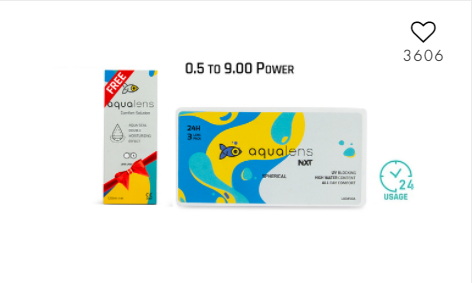 3606
0.5 TO 9.00 POWER
FREE
aqualens
Comfort Solution
24H
3
aqualens
NXT
SPHERICAL
UV BLOCKING
HIGH WATER CONTENT
ALL DAY COMFORT
24
USAGE